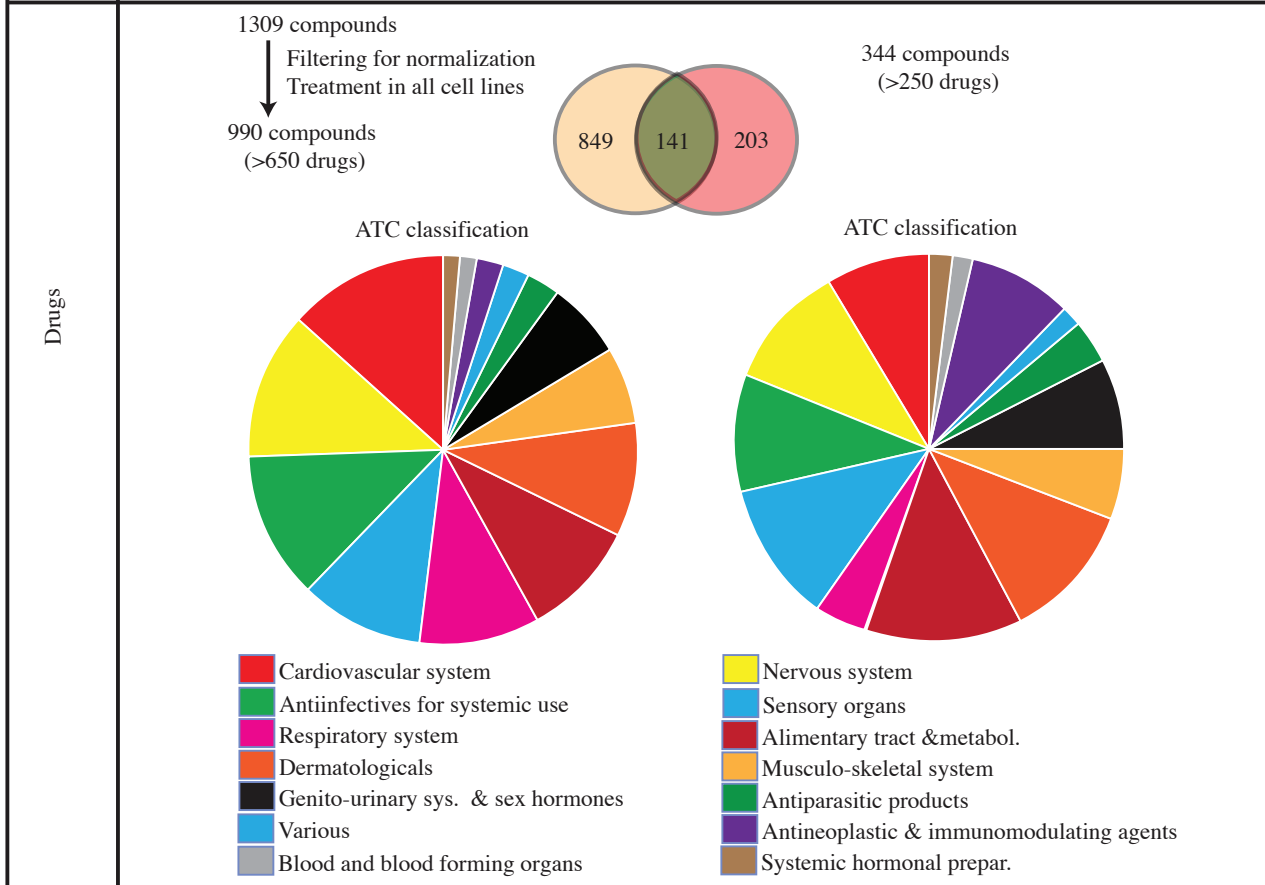 1309 compounds
Filtering for normalization
Treatment in all cell lines
990 compounds
(>650 drugs)
849
141
203
344 compounds
(>250 drugs)
Drugs
ATC classification
ATC classification
Cardiovascular system
Antiinfectives for systemic use
Respiratory system
Dermatologicals
Genito-urinary sys. & sex hormones
Various
Blood and blood forming organs
Nervous system
Sensory organs
Alimentary tract &metabol.
Musculo-skeletal system
Antiparasitic products
Antineoplastic & immunomodulating agents
Systemic hormonal prepar.